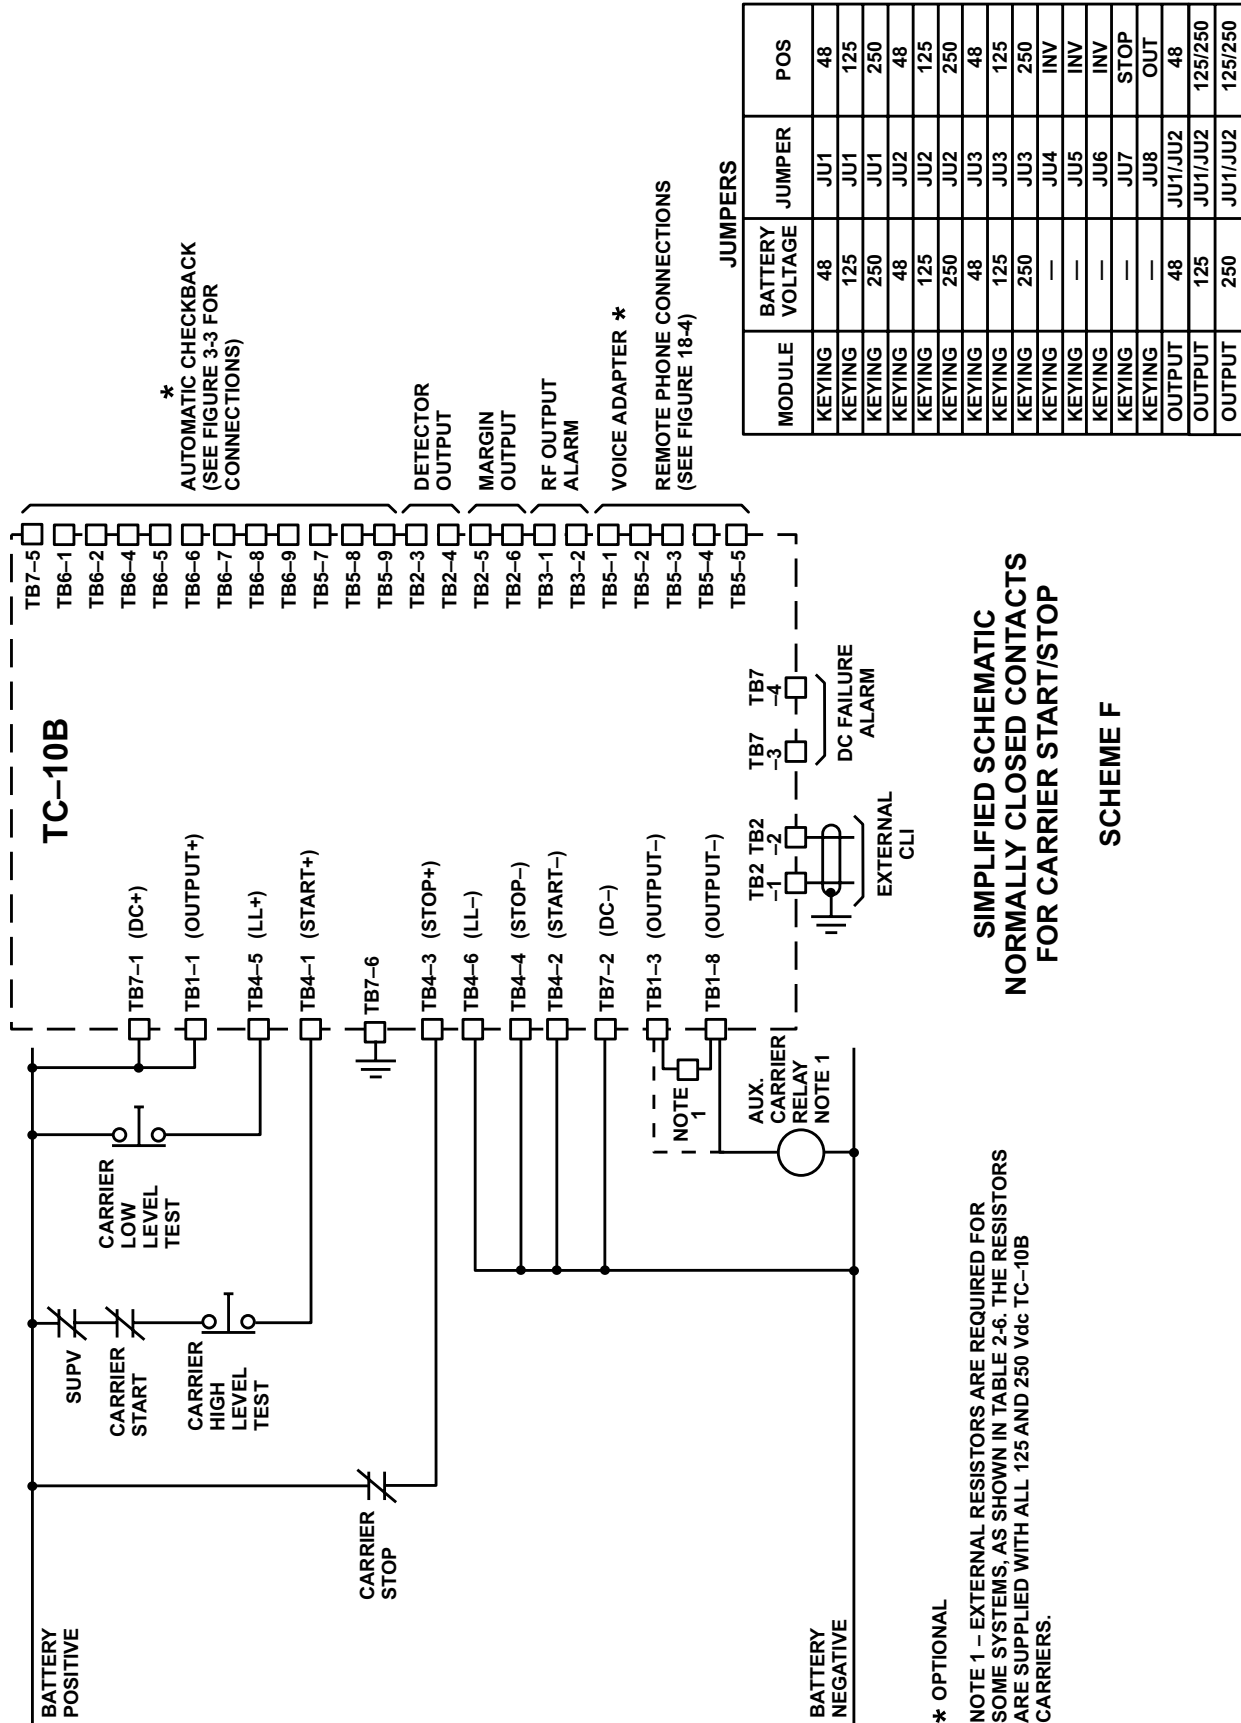 BATTERY
POSITIVE
CARRIER
STOP
SUPV
CARRIER
START
CARRIER
HIGH
LEVEL
TEST
CARRIER
LOW
LEVEL
TEST
BATTERY
NEGATIVE
AUX.
CARRIER
RELAY
NOTE 1
NOTE
1
TC–10B
TB7–1 (DC+)
TB1–1 (OUTPUT+)
TB4–5 (LL+)
TB4–1 (START+)
TB7–6
TB4–3 (STOP+)
TB4–6 (LL–)
TB4–4 (STOP–)
TB4–2 (START–)
TB7–2 (DC–)
TB1–3 (OUTPUT–)
TB1–8 (OUTPUT–)
TB2 TB2
–1 –2
EXTERNAL
CLI
TB7 TB7
–3 –4
DC FAILURE
ALARM
TB7–5
TB6–1
TB6–2
TB6–4
TB6–5
TB6–6
TB6–7
TB6–8
TB6–9
TB5–7
TB5–8
TB5–9
TB2–3
TB2–4
TB2–5
TB2–6
TB3–1
TB3–2
TB5–1
TB5–2
TB5–3
TB5–4
TB5–5
*
AUTOMATIC CHECKBACK
(SEE FIGURE 3-3 FOR
CONNECTIONS)
DETECTOR
OUTPUT
MARGIN
OUTPUT
RF OUTPUT
ALARM
VOICE ADAPTER *
REMOTE PHONE CONNECTIONS
(SEE FIGURE 18-4)
JUMPERS
MODULE BATTERY VOLTAGE JUMPER POS
KEYING 48 JU1 48
KEYING 125 JU1 125
KEYING 250 JU1 250
KEYING 48 JU2 48
KEYING 125 JU2 125
KEYING 250 JU2 250
KEYING 48 JU3 48
KEYING 125 JU3 125
KEYING 250 JU3 250
KEYING — JU4 INV
KEYING — JU5 INV
KEYING — JU6 INV
KEYING — JU7 STOP
KEYING — JU8 OUT
OUTPUT 48 JU1/JU2 48
OUTPUT 125 JU1/JU2 125/250
OUTPUT 250 JU1/JU2 125/250
* OPTIONAL
NOTE 1 – EXTERNAL RESISTORS ARE REQUIRED FOR
SOME SYSTEMS, AS SHOWN IN TABLE 2-6. THE RESISTORS
ARE SUPPLIED WITH ALL 125 AND 250 Vdc TC–10B
CARRIERS.
SIMPLIFIED SCHEMATIC
NORMALLY CLOSED CONTACTS
FOR CARRIER START/STOP
SCHEME F